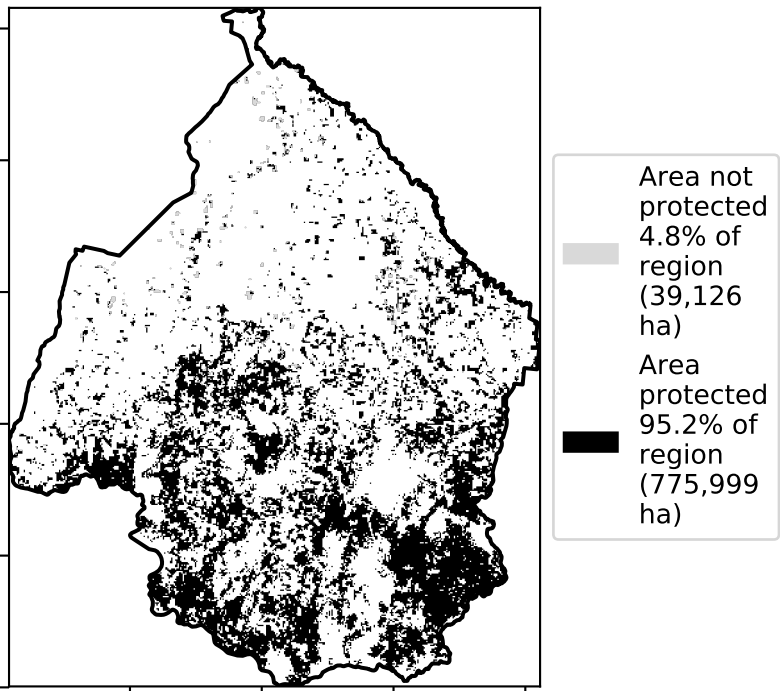 Area not
protected
4.8% of
region
(39,126
ha)
Area
protected
95.2% of
region
(775,999
ha)